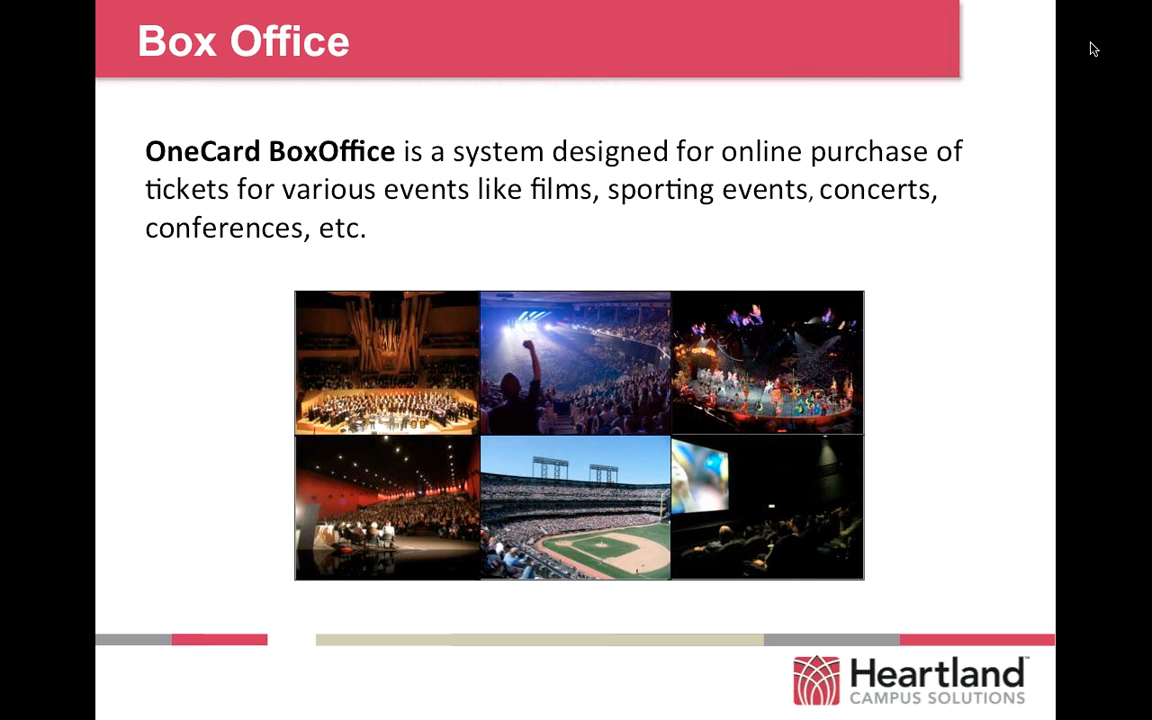 Box Office
OneCard BoxOffice is a system designed for online purchase of
tickets for various events like films, sporting events, concerts,
conferences, etc.
Heartland™
CAMPUS SOLUTIONS